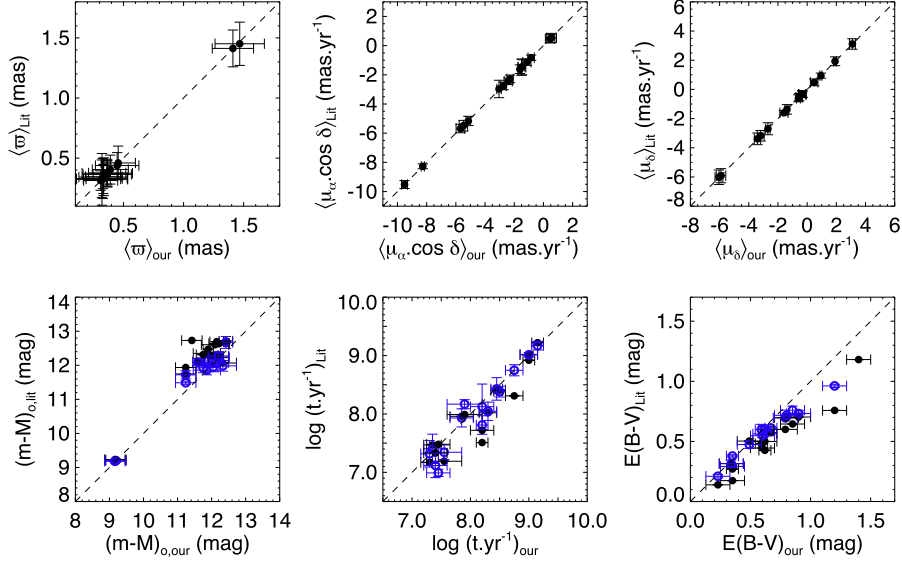 1.5
1.0
0.5
0.5 1.0 1.5
⟨ϖ⟩Lit (mas)
⟨ϖ⟩our (mas)
2
0
-2
-4
-6
-8
-10
-10 -8 -6 -4 -2 0 2
⟨μα.cos δ⟩Lit (mas.yr-1)
⟨μα.cos δ⟩our (mas.yr-1)
6
4
2
0
-2
-4
-6
-8
-8 -6 -4 -2 0 2 4 6
⟨μδ⟩Lit (mas.yr-1)
⟨μδ⟩our (mas.yr-1)
14
13
12
11
10
9
8
8 9 10 11 12 13 14
(m-M)o,lit (mag)
(m-M)o,our (mag)
10.0
9.0
8.0
7.0
7.0 8.0 9.0 10.0
log (t.yr-1)Lit
log (t.yr-1)our
1.5
1.0
0.5
0.0
0.0 0.5 1.0 1.5
E(B-V)Lit (mag)
E(B-V)our (mag)